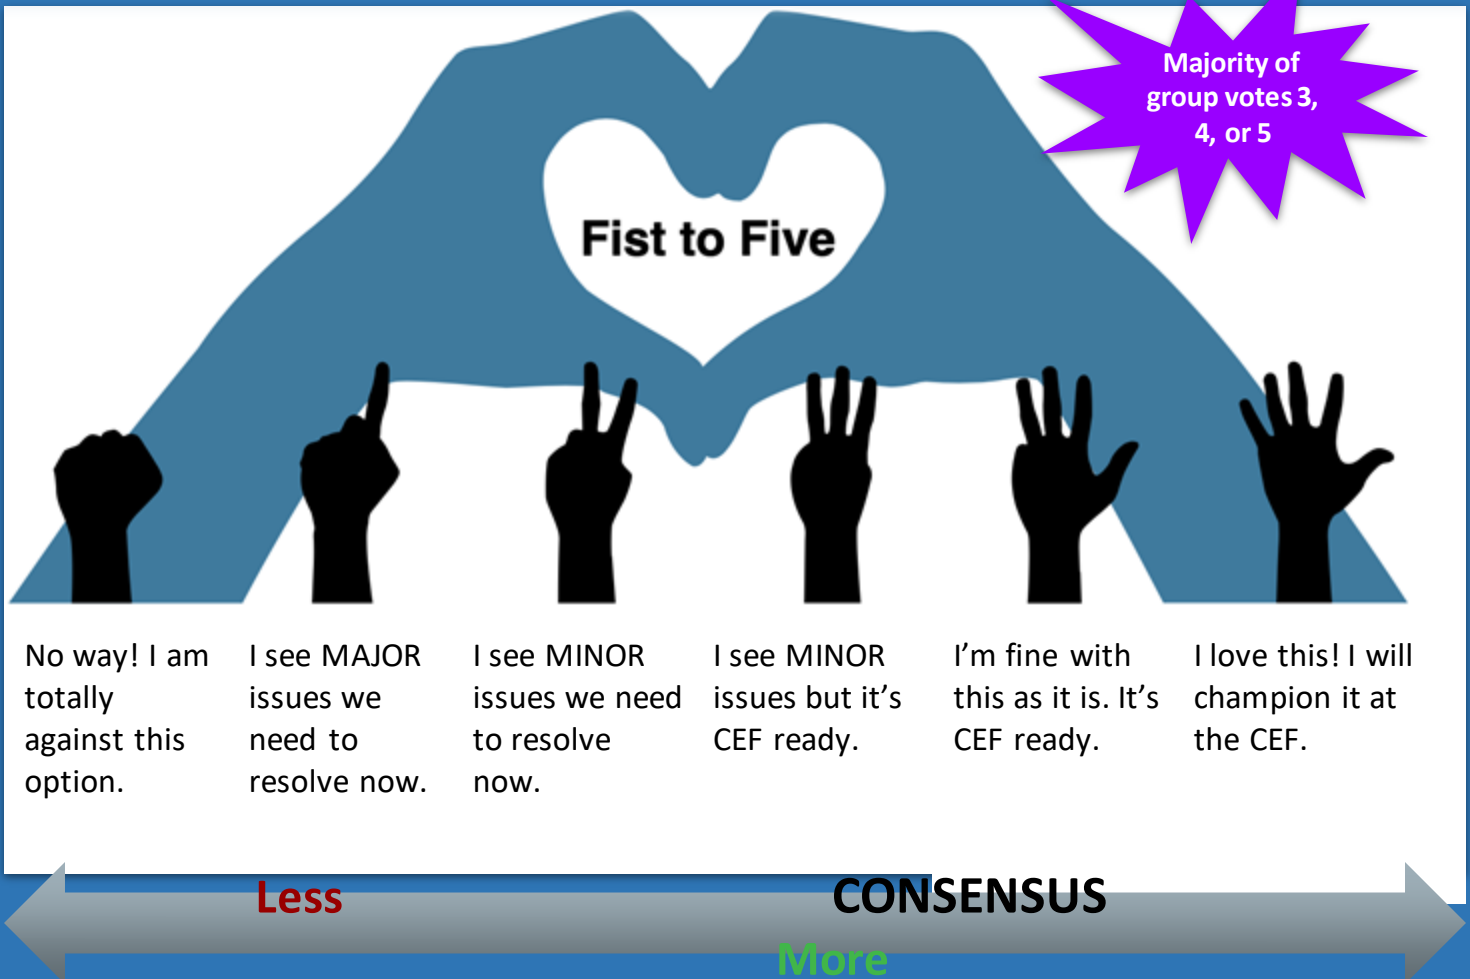 Majority of
group votes 3,
4, or 5
Fist to Five
No way! I am
totally
against this
option.
I see MAJOR
issues we
need to
resolve now.
I see MINOR
issues we need
to resolve
now.
I see MINOR
issues but it’s
CEF ready.
I’m fine with
this as it is. It’s
CEF ready.
I love this! I will
champion it at
the CEF.
Less
CONSENSUS
More